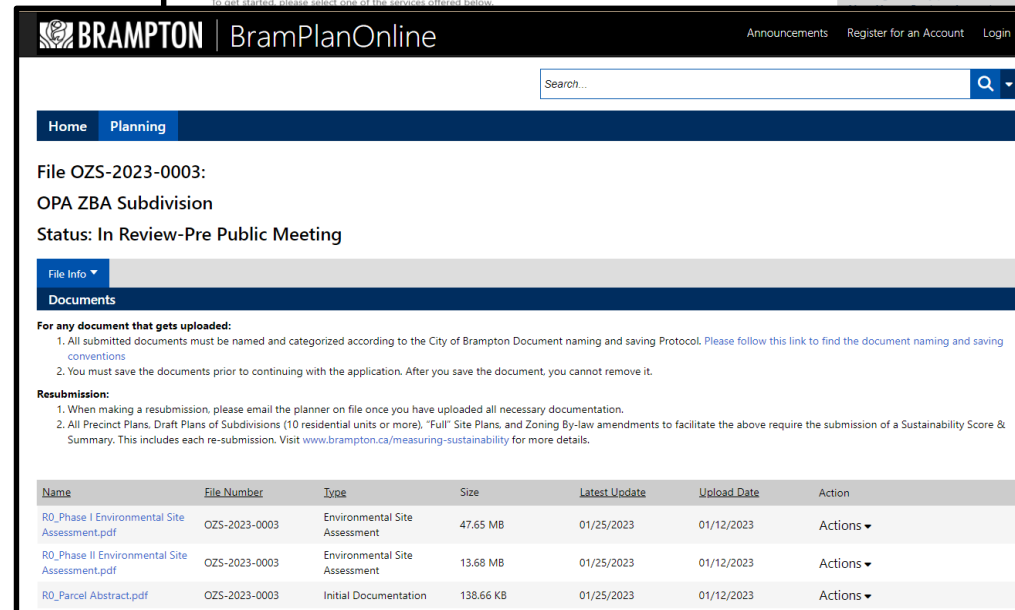 To get started, please select one of the services offered below.
BRAMPTON | BramPlanOnline
Announcements Register for an Account Login
Search...
Home Planning
File OZS-2023-0003:
OPA ZBA Subdivision
Status: In Review-Pre Public Meeting
File Info
Documents
For any document that gets uploaded:
1. All submitted documents must be named and categorized according to the City of Brampton Document naming and saving Protocol. Please follow this link to find the document naming and saving
conventions
2. You must save the documents prior to continuing with the application. After you save the document, you cannot remove it.
Resubmission:
1. When making a resubmission, please email the planner on file once you have uploaded all necessary documentation.
2. All Precinct Plans, Draft Plans of Subdivisions (10 residential units or more), "Full" Site Plans, and Zoning By-law amendments to facilitate the above require the submission of a Sustainability Score &
Summary. This includes each re-submission. Visit www.brampton.ca/measuring-sustainability for more details.
Name File Number Type Size Latest Update Upload Date Action
R0_Phase I Environmental Site
Assessment.pdf
OZS-2023-0003
Environmental Site
Assessment
47.65 MB 01/25/2023 01/12/2023 Actions
R0_Phase II Environmental Site
Assessment.pdf
OZS-2023-0003
Environmental Site
Assessment
13.68 MB 01/25/2023 01/12/2023 Actions
R0_Parcel Abstract.pdf OZS-2023-0003 Initial Documentation 138.66 KB 01/25/2023 01/12/2023 Actions